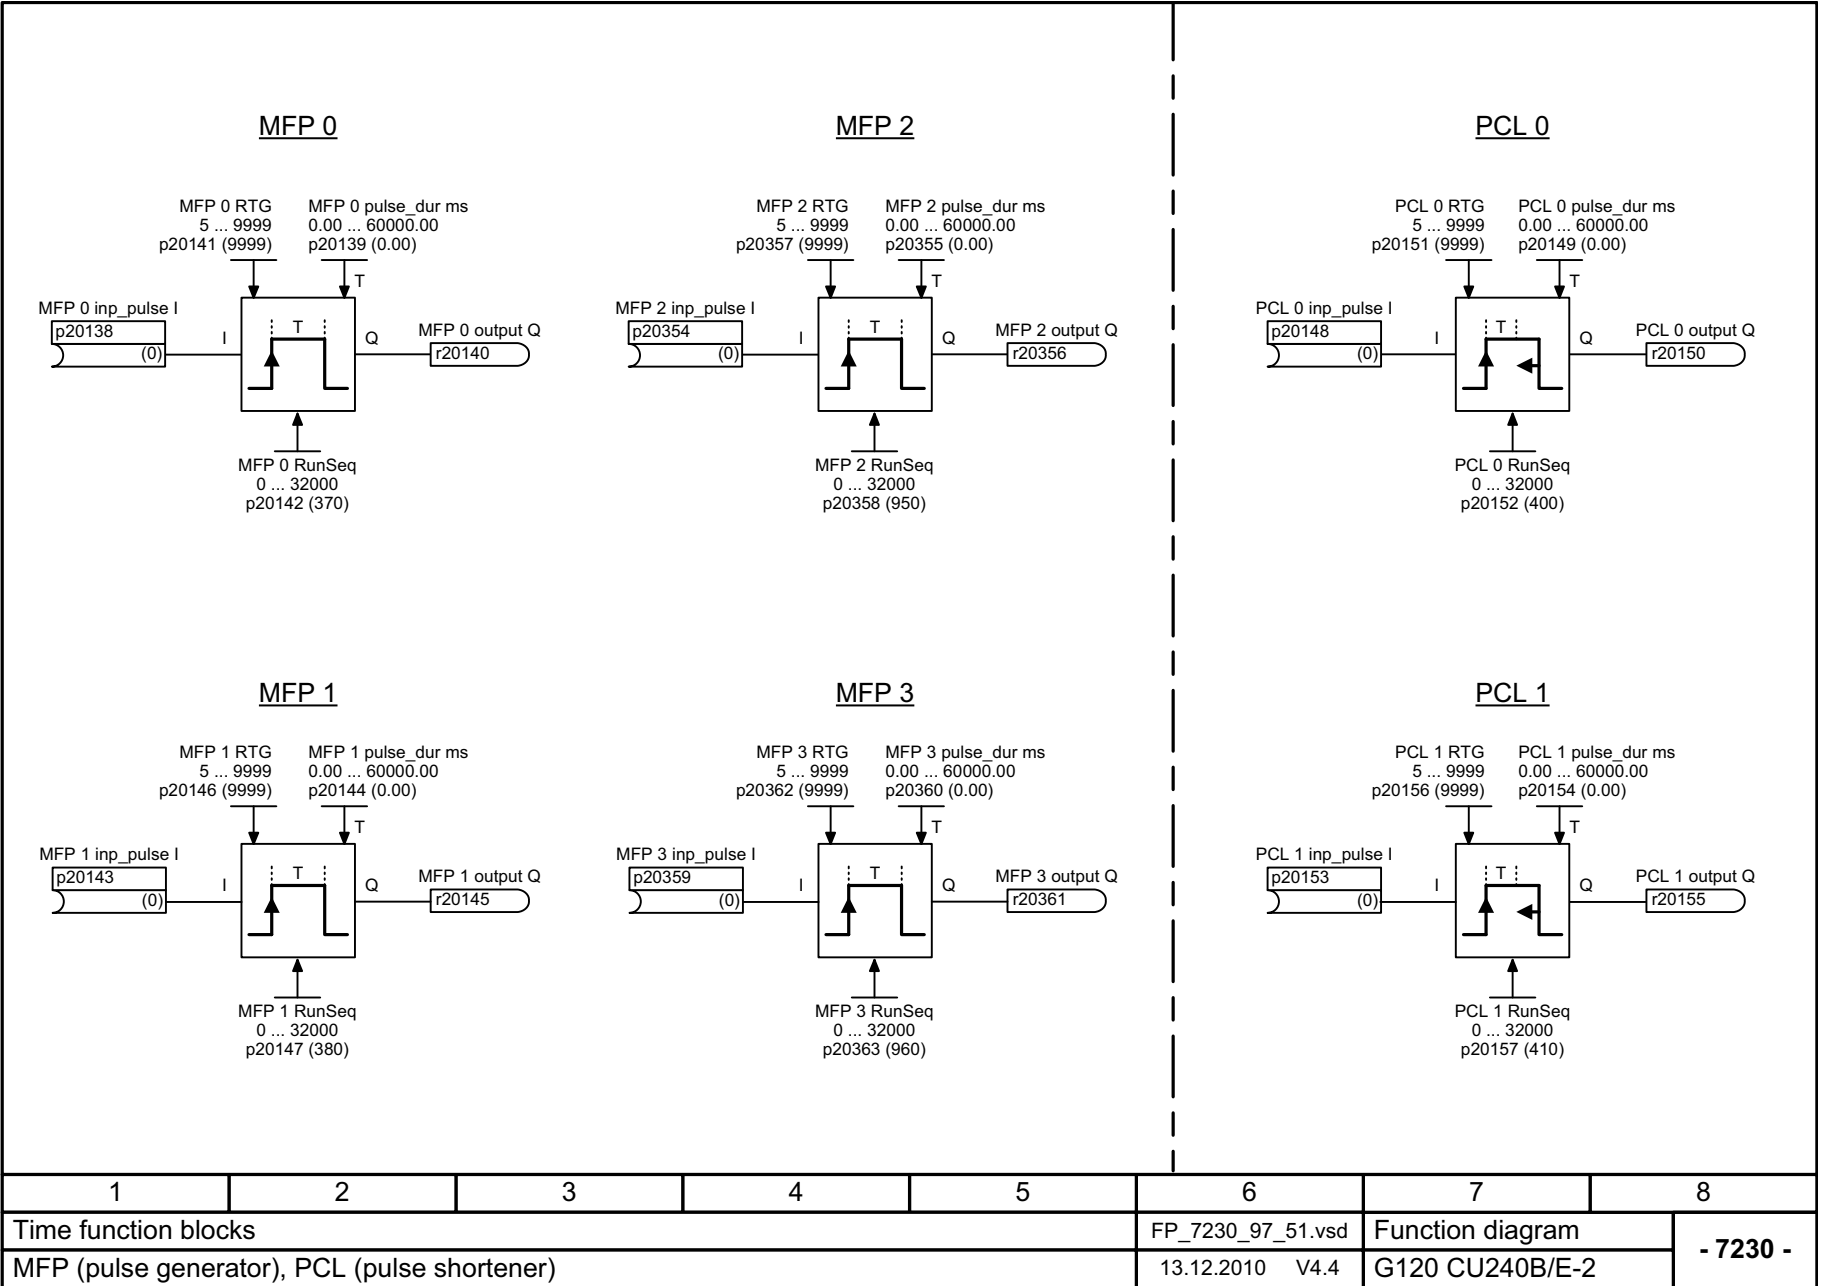 MFP 0
MFP 0 RTG
5 ... 9999
p20141 (9999)
MFP 0 pulse_dur ms
0.00 ... 60000.00
p20139 (0.00)
T
MFP 0 inp_pulse I
p20138
(0)
I
T
Q
MFP 0 output Q
r20140
MFP 0 RunSeq
0 ... 32000
p20142 (370)
MFP 2
MFP 2 RTG
5 ... 9999
p20357 (9999)
MFP 2 pulse_dur ms
0.00 ... 60000.00
p20355 (0.00)
T
MFP 2 inp_pulse I
p20354
(0)
I
T
Q
MFP 2 output Q
r20356
MFP 2 RunSeq
0 ... 32000
p20358 (950)
PCL 0
PCL 0 RTG
5 ... 9999
p20151 (9999)
PCL 0 pulse_dur ms
0.00 ... 60000.00
p20149 (0.00)
T
PCL 0 inp_pulse I
p20148
(0)
I
T
Q
PCL 0 output Q
r20150
PCL 0 RunSeq
0 ... 32000
p20152 (400)
MFP 1
MFP 1 RTG
5 ... 9999
p20146 (9999)
MFP 1 pulse_dur ms
0.00 ... 60000.00
p20144 (0.00)
T
MFP 1 inp_pulse I
p20143
(0)
I
T
Q
MFP 1 output Q
r20145
MFP 1 RunSeq
0 ... 32000
p20147 (380)
MFP 3
MFP 3 RTG
5 ... 9999
p20362 (9999)
MFP 3 pulse_dur ms
0.00 ... 60000.00
p20360 (0.00)
T
MFP 3 inp_pulse I
p20359
(0)
I
T
Q
MFP 3 output Q
r20361
MFP 3 RunSeq
0 ... 32000
p20363 (960)
PCL 1
PCL 1 RTG
5 ... 9999
p20156 (9999)
PCL 1 pulse_dur ms
0.00 ... 60000.00
p20154 (0.00)
T
PCL 1 inp_pulse I
p20153
(0)
I
T
Q
PCL 1 output Q
r20155
PCL 1 RunSeq
0 ... 32000
p20157 (410)
1 2 3 4 5 6 7 8
Time function blocks
FP_7230_97_51.vsd
Function diagram
- 7230 -
MFP (pulse generator), PCL (pulse shortener)
13.12.2010 V4.4
G120 CU240B/E-2